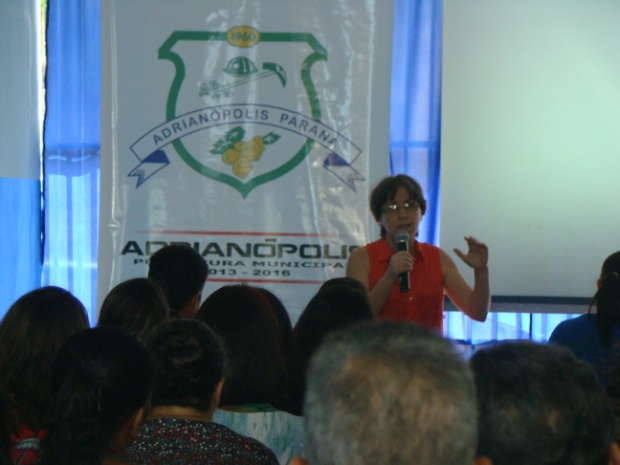 1960
ADRIANÓPOLIS PARANÁ
ADRIANÓPOLIS
PREFEITURA MUNICIPAL
2013 - 2016